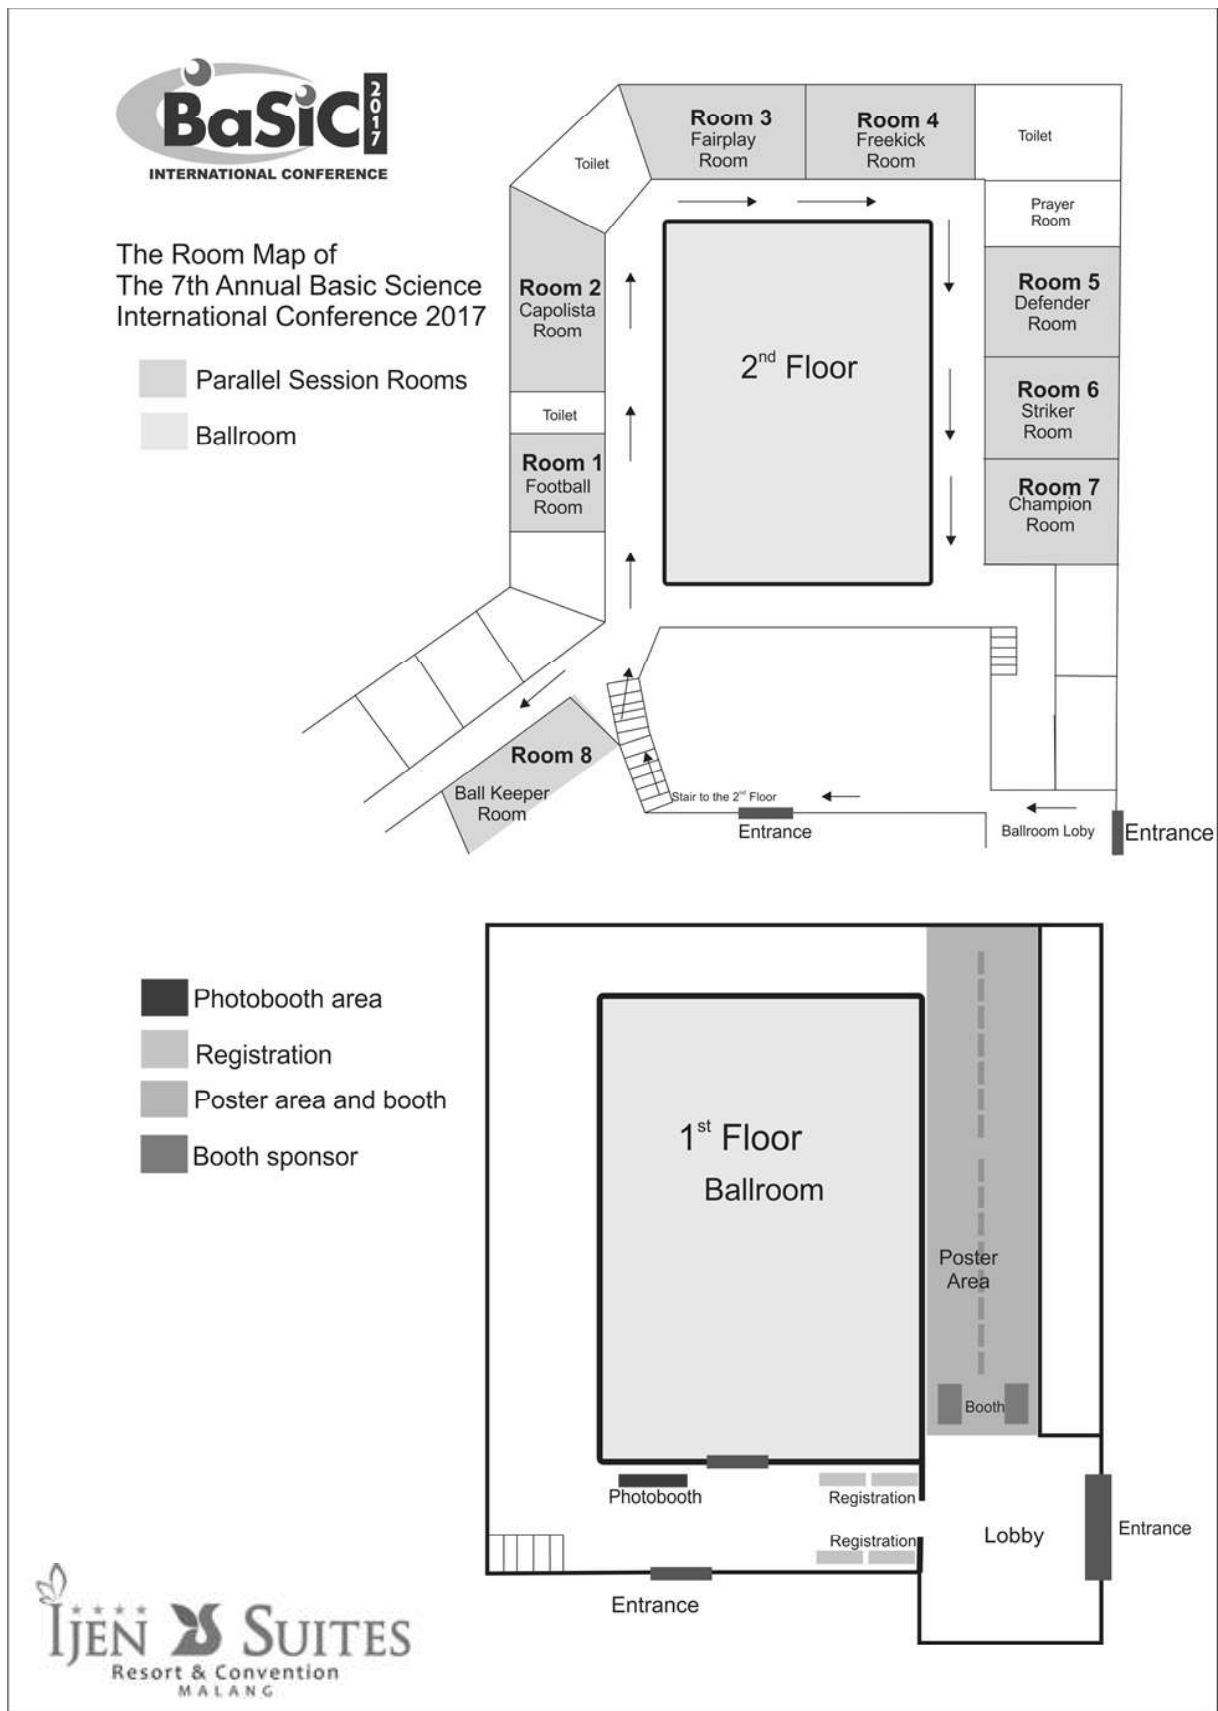 BaSiC 2017
INTERNATIONAL CONFERENCE
The Room Map of
The 7th Annual Basic Science
International Conference 2017
Parallel Session Rooms
Ballroom
Room 3
Fairplay
Room
Room 4
Freekick
Room
Toilet
Toilet
Prayer
Room
Room 2
Capolista
Room
2nd Floor
Room 5
Defender
Room
Toilet
Room 6
Striker
Room
Room 1
Football
Room
Room 7
Champion
Room
Room 8
Ball Keeper
Room
Stair to the 2nd Floor
Entrance
Ballroom Loby
Entrance
Photobooth area
Registration
Poster area and booth
Booth sponsor
1st Floor
Ballroom
Poster
Area
Booth
Photobooth
Registration
Registration
Lobby
Entrance
Entrance
IJEN SUITES
Resort & Convention
MALANG